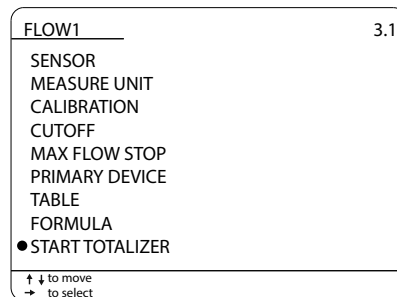 FLOW1 3.1
SENSOR
MEASURE UNIT
CALIBRATION
CUTOFF
MAX FLOW STOP
PRIMARY DEVICE
TABLE
FORMULA
●START TOTALIZER
↑ ↓ to move
→ to select